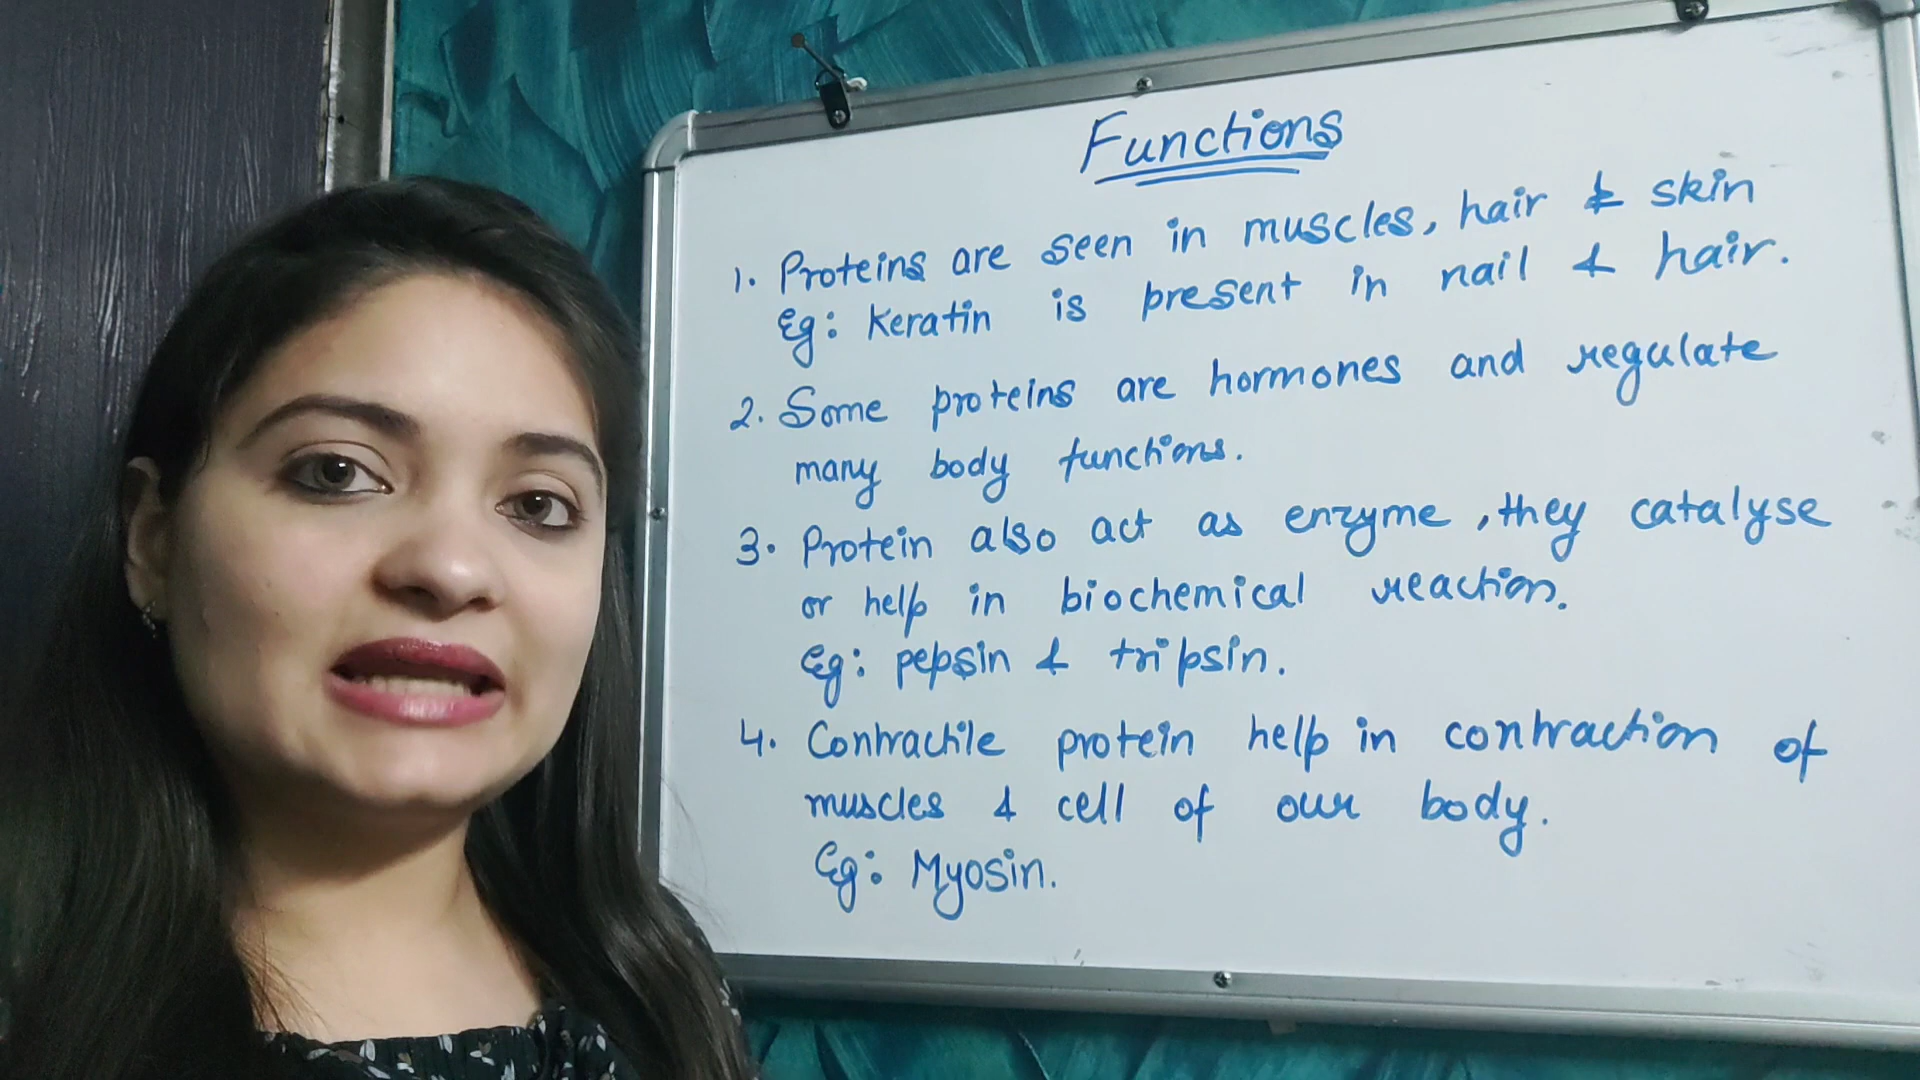 Functions
1. Proteins are seen in muscles, hair & skin
Eg: Keratin is present in nail & hair.
2. Some proteins are hormones and regulate
many body functions.
3. Protein also act as enzyme, they catalyse
or help in biochemical reaction.
Eg: pepsin & tripsin.
4. Contractile protein help in contraction of
muscles & cell of our body.
Eg: Myosin.